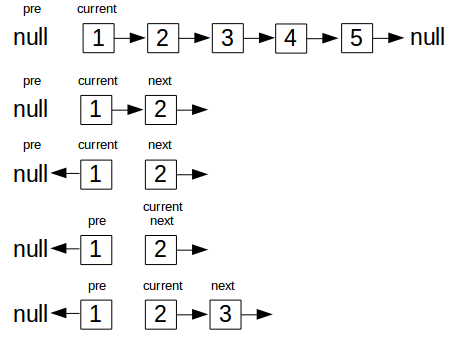 pre current
null 1 2 3 4 5 null
pre current next
null 1 2
pre current next
null 1 2
current
pre next
null 1 2
pre current next
null 1 2 3